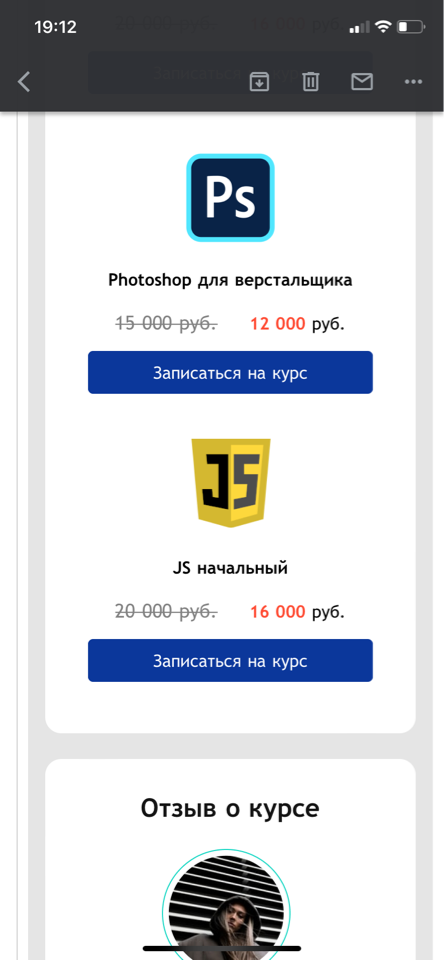 19:12
Ps
Photoshop для верстальщика
15 000 руб. 12 000 руб.
Записаться на курс
JS
JS начальный
20 000 руб. 16 000 руб.
Записаться на курс
Отзыв о курсе